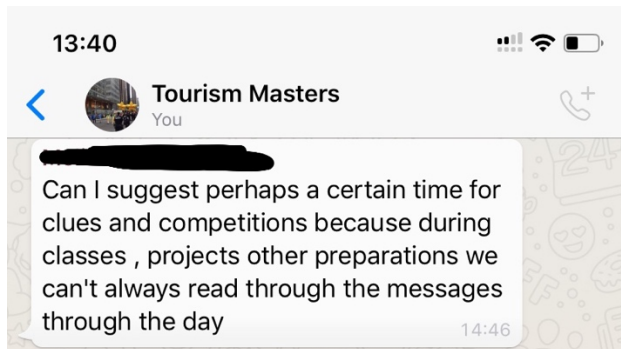 13:40
Tourism Masters
You
Can I suggest perhaps a certain time for
clues and competitions because during
classes , projects other preparations we
can't always read through the messages
through the day
14:46